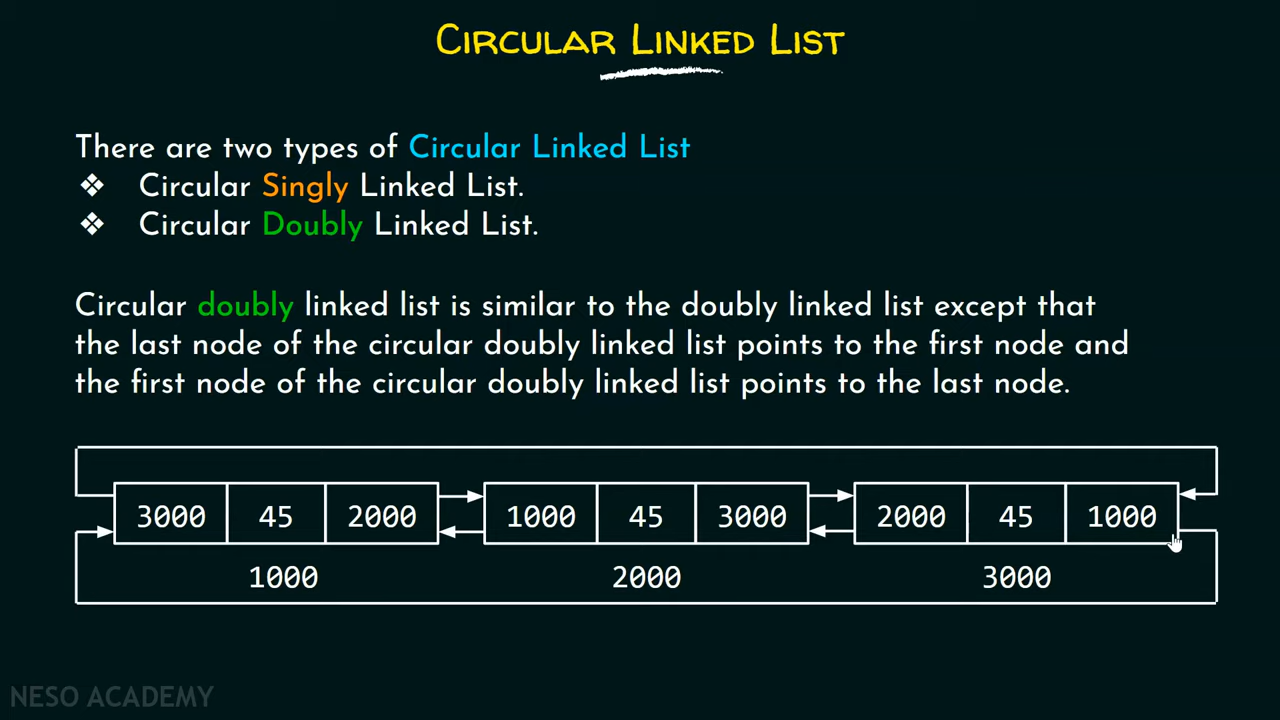 CIRCULAR LINKED LIST
There are two types of Circular Linked List
❖ Circular Singly Linked List.
❖ Circular Doubly Linked List.
Circular doubly linked list is similar to the doubly linked list except that
the last node of the circular doubly linked list points to the first node and
the first node of the circular doubly linked list points to the last node.
3000 45 2000 1000 45 3000 2000 45 1000
1000 2000 3000
NESO ACADEMY